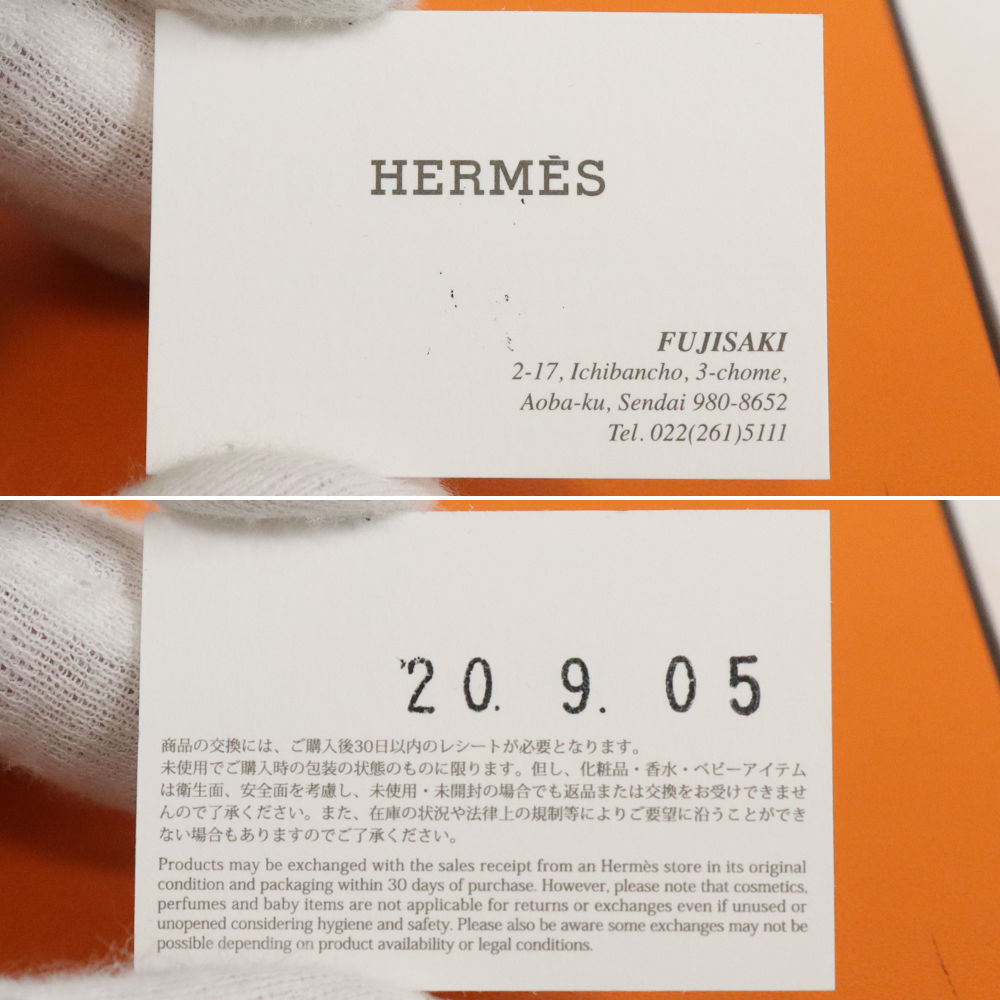 HERMÈS
FUJISAKI
2-17, Ichibancho, 3-chome,
Aoba-ku, Sendai 980-8652
Tel. 022(261)5111
'20. 9. 05
商品の交換には、ご購入後30日以内のレシートが必要となります。
未使用でご購入時の包装の状態のものに限ります。但し、化粧品・香水・ベビーアイテム
は衛生面、安全面を考慮し、未使用・未開封の場合でも返品または交換をお受けできませ
んので了承ください。また、在庫の状況や法律上の規制等によりご要望に沿うことができ
ない場合もありますのでご了承ください。
Products may be exchanged with the sales receipt from an Hermès store in its original
condition and packaging within 30 days of purchase. However, please note that cosmetics,
perfumes and baby items are not applicable for returns or exchanges even if unused or
unopened considering hygiene and safety. Please also be aware some exchanges may not be
possible depending on product availability or legal conditions.